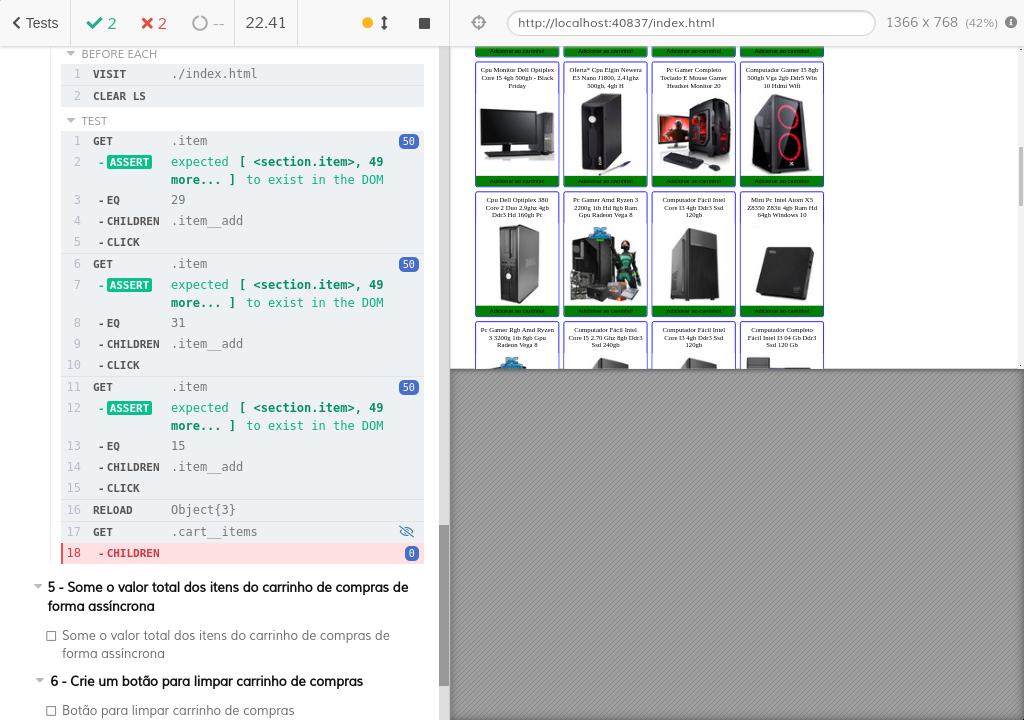 Tests
2
2
--
22.41
http://localhost:40837/index.html
1366 x 768 (42%)
BEFORE EACH
1 VISIT ./index.html
2 CLEAR LS
TEST
1 GET .item 50
2 -ASSERT expected [ <section.item>, 49
more... ] to exist in the DOM
3 -EQ 29
4 -CHILDREN .item__add
5 -CLICK
6 GET .item 50
7 -ASSERT expected [ <section.item>, 49
more... ] to exist in the DOM
8 -EQ 31
9 -CHILDREN .item__add
10 -CLICK
11 GET .item 50
12 -ASSERT expected [ <section.item>, 49
more... ] to exist in the DOM
13 -EQ 15
14 -CHILDREN .item__add
15 -CLICK
16 RELOAD Object{3}
17 GET .cart__items
18 -CHILDREN 0
5 - Some o valor total dos itens do carrinho de compras de
forma assíncrona
Some o valor total dos itens do carrinho de compras de
forma assíncrona
6 - Crie um botão para limpar carrinho de compras
Botão para limpar carrinho de compras
Adicionar ao carrinho!
Adicionar ao carrinho!
Adicionar ao carrinho!
Adicionar ao carrinho!
Cpu Monitor Dell Optiplex
Core I5 4gb 500gb - Black
Friday
Adicionar ao carrinho!
Oferta* Cpu Elgin Newera
E3 Nano J1800, 2,41ghz
500gb, 4gb H
Adicionar ao carrinho!
Pc Gamer Completo
Teclado E Mouse Gamer
Headset Monitor 20
Adicionar ao carrinho!
Computador Gamer I5 8gb
500gb Vga 2gb Ddr5 Win
10 Hdmi Wifi
Adicionar ao carrinho!
Cpu Dell Optiplex 380
Core 2 Duo 2.9ghz 4gb
Ddr3 Hd 160gb Pc
Adicionar ao carrinho!
Pc Gamer Amd Ryzen 3
2200g 1tb Hd 8gb Ram
Gpu Radeon Vega 8
Adicionar ao carrinho!
Computador Fácil Intel
Core I3 4gb Ddr3 Ssd
120gb
Adicionar ao carrinho!
Mini Pc Intel Atom X5
Z8350 Z83ii 4gb Ram Hd
64gb Windows 10
Adicionar ao carrinho!
Pc Gamer Rgb Amd Ryzen
3 3200g 1tb 8gb Gpu
Radeon Vega 8
Computador Fácil Intel
Core I5 2.70 Ghz 8gb Ddr3
Ssd 240gb
Computador Fácil Intel
Core I3 4gb Ddr3 Ssd
120gb
Computador Completo
Fácil Intel I3 04 Gb Ddr3
Ssd 120 Gb